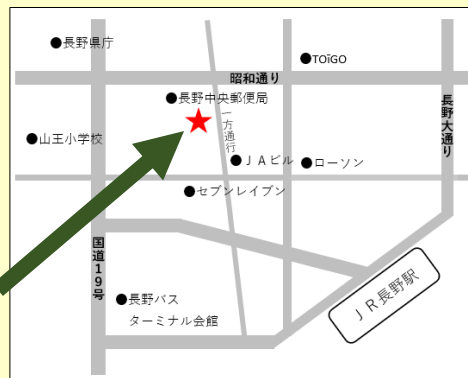 ●長野県庁
●TOiGO
昭和通り
●長野中央郵便局
一方通行
長野大通り
●山王小学校
●ＪＡビル
●ローソン
●セブンレイブン
国道19号
ＪＲ長野駅
●長野バス
ターミナル会館